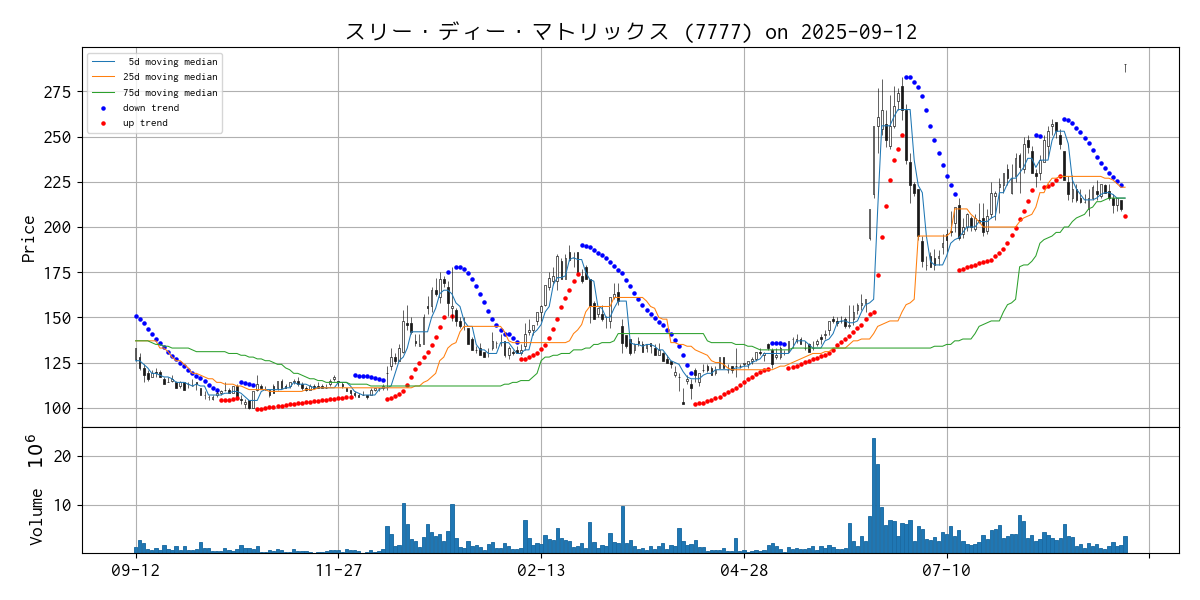 スリー・ディー・マトリックス (7777) on 2025-09-12
5d moving median
25d moving median
75d moving median
down trend
up trend
Price
275
250
225
200
175
150
125
100
Volume 10^6
20
10
09-12 11-27 02-13 04-28 07-10